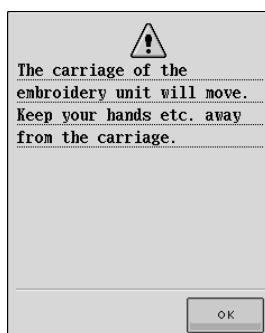 The carriage of the
embroidery unit will move.
Keep your hands etc. away
from the carriage.
OK